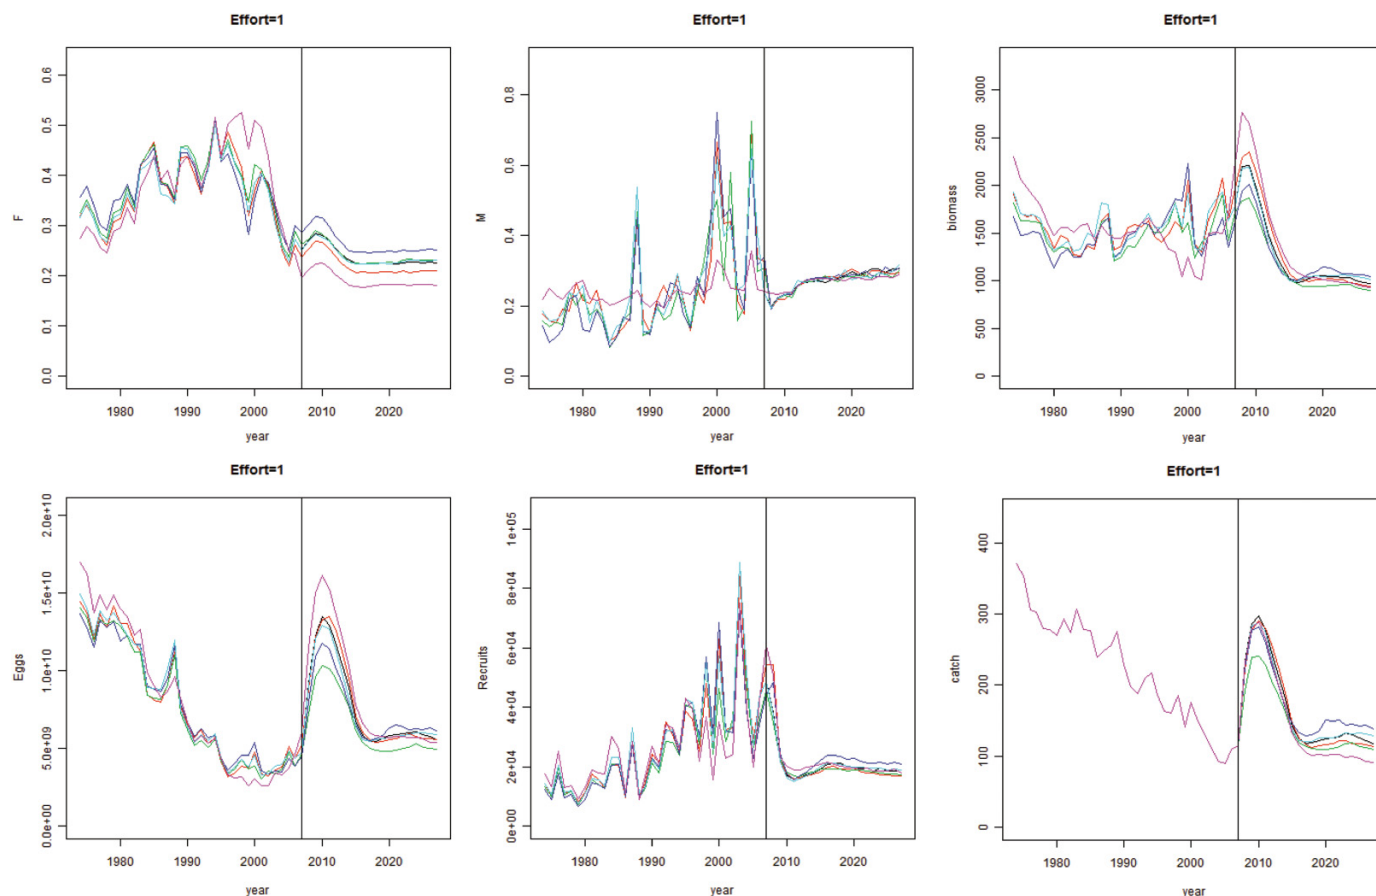 Effort=1
F
0.0 0.1 0.2 0.3 0.4 0.5 0.6
1980 1990 2000 2010 2020
year
Effort=1
M
0.0 0.2 0.4 0.6 0.8
1980 1990 2000 2010 2020
year
Effort=1
biomass
0 500 1000 1500 2000 2500 3000
1980 1990 2000 2010 2020
year
Effort=1
Eggs
0.0e+00 5.0e+09 1.0e+10 1.5e+10 2.0e+10
1980 1990 2000 2010 2020
year
Effort=1
Recruits
0e+00 2e+04 4e+04 6e+04 8e+04 1e+05
1980 1990 2000 2010 2020
year
Effort=1
catch
0 100 200 300 400
1980 1990 2000 2010 2020
year